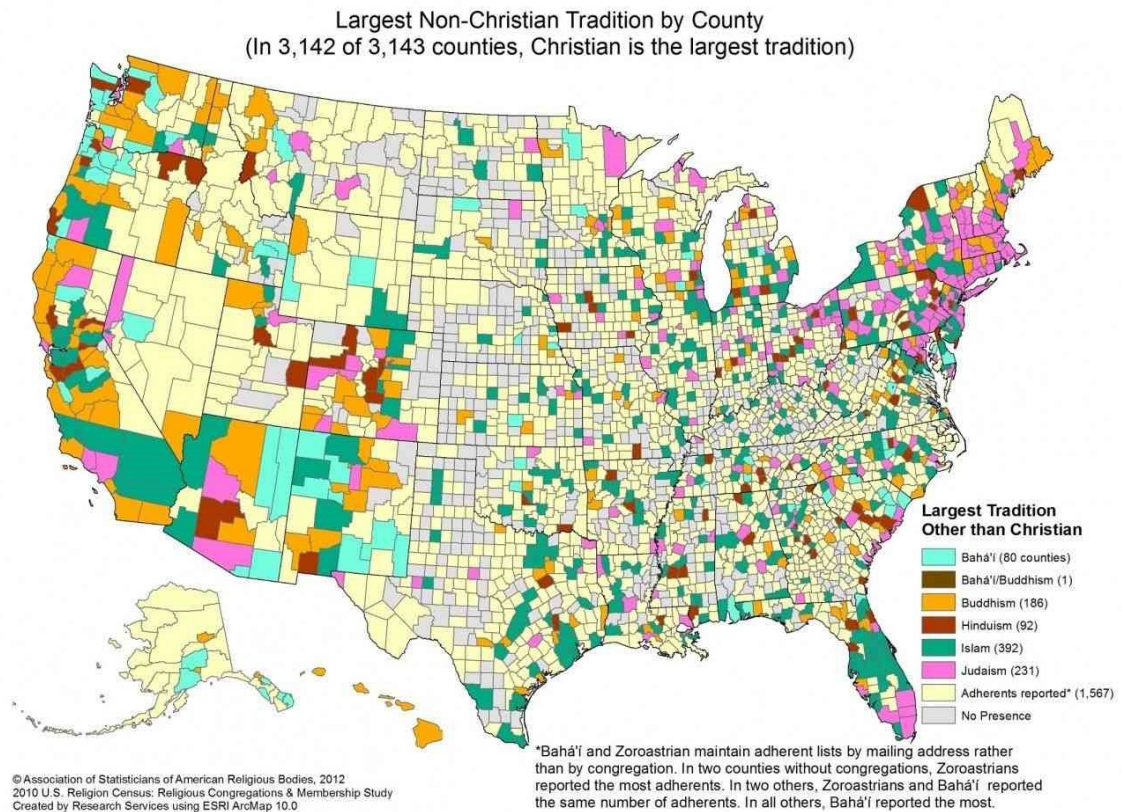 Largest Non-Christian Tradition by County
(In 3,142 of 3,143 counties, Christian is the largest tradition)
Largest Tradition
Other than Christian
Bahá'í (80 counties)
Bahá'í/Buddhism (1)
Buddhism (186)
Hinduism (92)
Islam (392)
Judaism (231)
Adherents reported* (1,567)
No Presence
*Bahá'í and Zoroastrian maintain adherent lists by mailing address rather
than by congregation. In two counties without congregations, Zoroastrians
reported the most adherents. In two others, Zoroastrians and Bahá'í reported
the same number of adherents. In all others, Bahá'í reported the most.
© Association of Statisticians of American Religious Bodies, 2012
2010 U.S. Religion Census: Religious Congregations & Membership Study
Created by Research Services using ESRI ArcMap 10.0